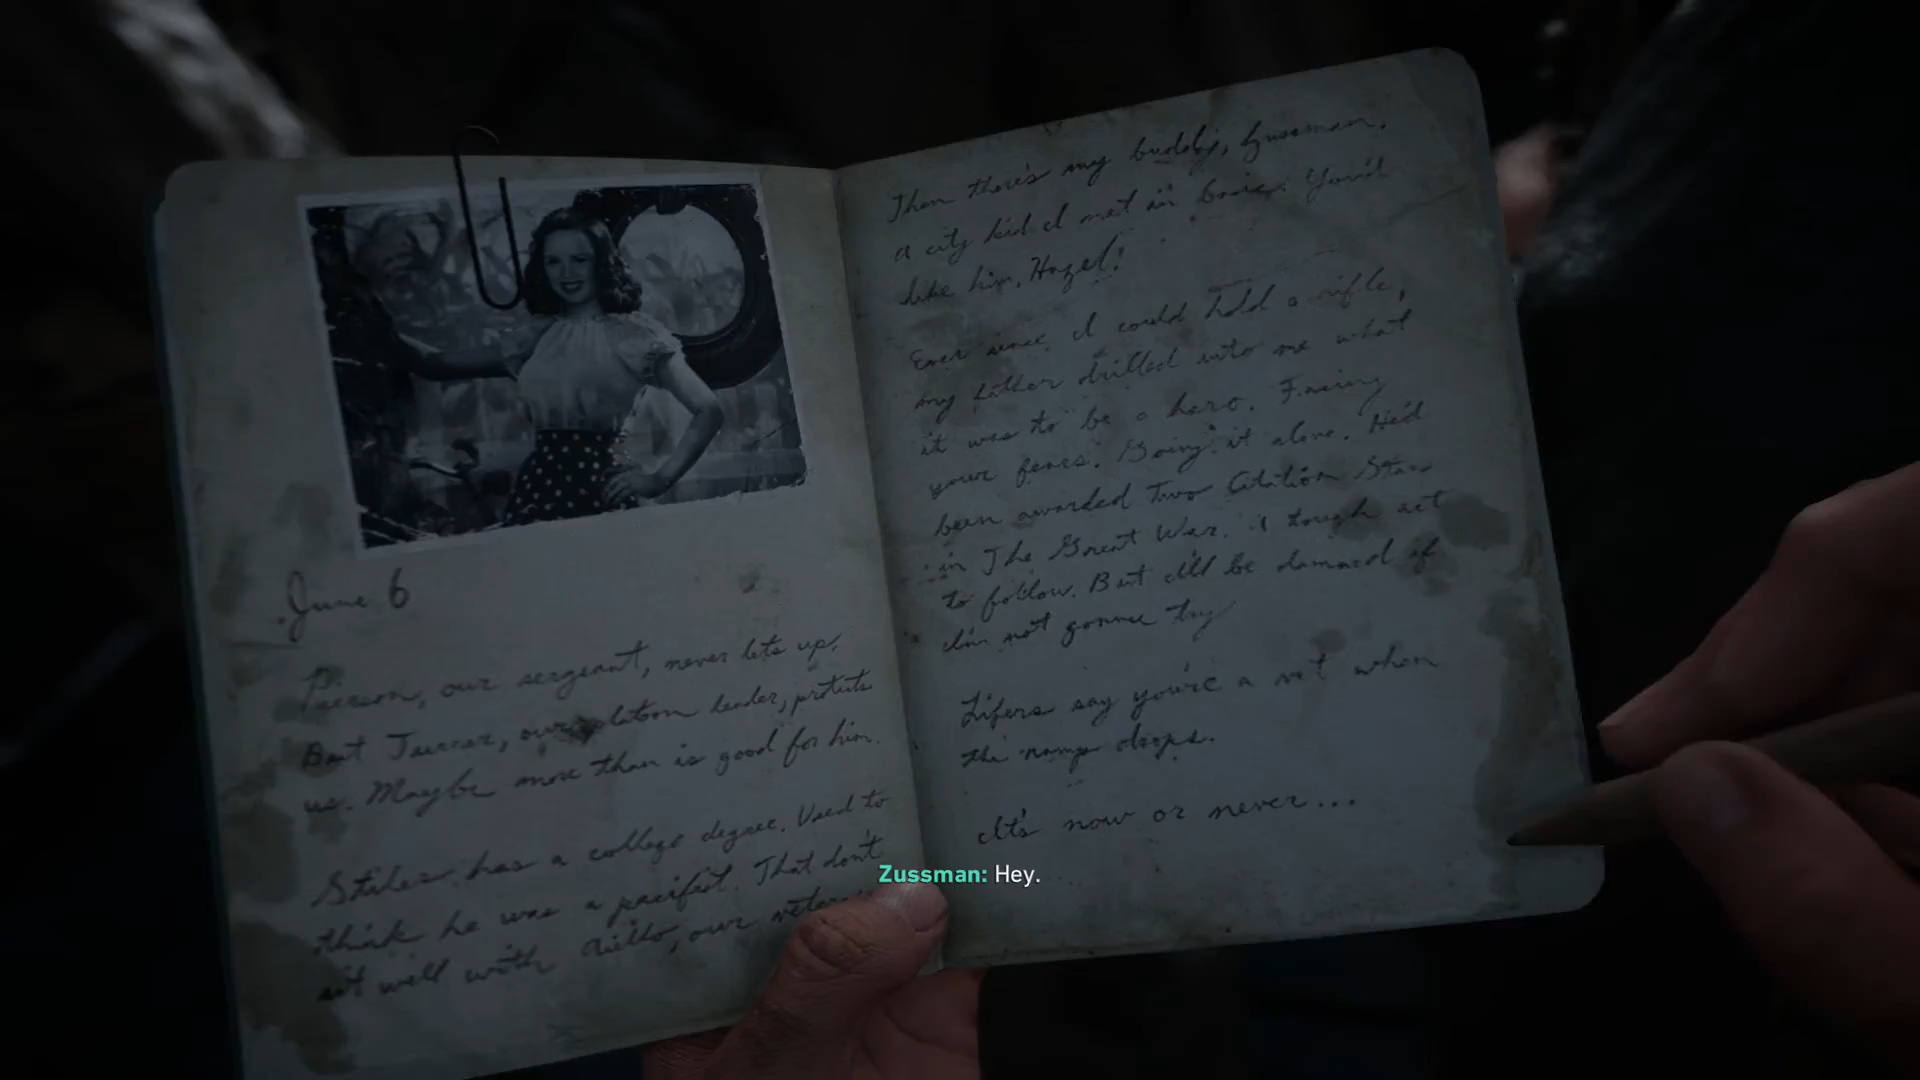 June 6
Pierson, our sergeant, never lets up.
But Turner, our platoon leader, protects
us. Maybe more than is good for him.
Stiles has a college degree. Used to
think he was a pacifist. That don't
sit well with Aiello, our
Then there's my buddy, Zussman,
a city kid I met in basic. You'd
like him, Hazel!
Ever since I could hold a rifle,
my father drilled into me what
it was to be a hero. Facing
your fears. Going it alone. He'd
been awarded two Citation Stars
in The Great War. A tough act
to follow. But I'll be damned if
I'm not gonna try
Lifers say you're a vet when
the ramp drops.
It's now or never...
Zussman: Hey.